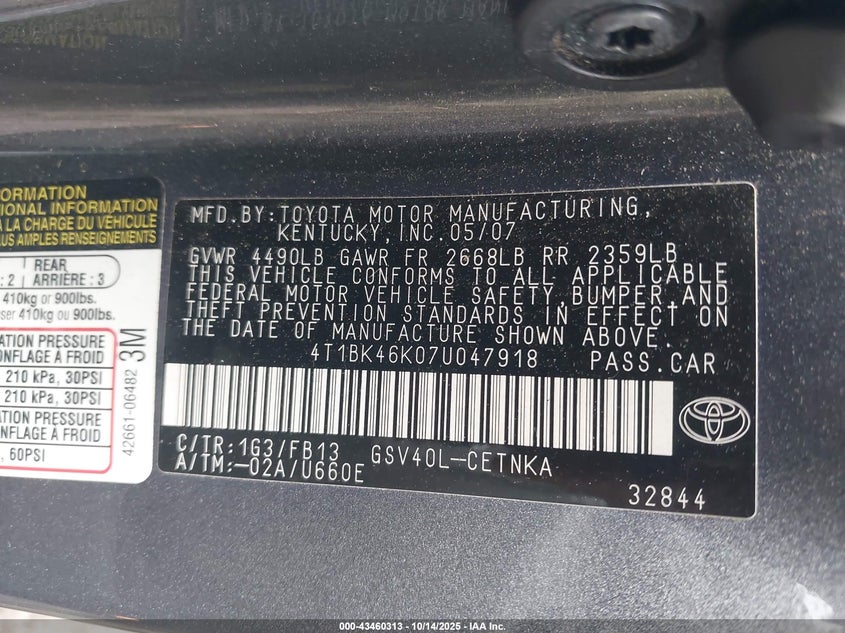 ORMATION
ONAL INFORMATION
À LA CHARGE DU VÉHICULE
US AMPLES RENSEIGNEMENTS
: 2 REAR
ARRIÈRE : 3
410kg or 900lbs.
ser 410kg ou 900lbs.
ATION PRESSURE
ONFLAGE À FROID
210 kPa, 30PSI
210 kPa, 30PSI
ATION PRESSURE
ONFLAGE À FROID
, 60PSI
42661-06482 3M
MFD.BY:TOYOTA MOTOR MANUFACTURING,
KENTUCKY,INC.05/07
GVWR 4490LB GAWR FR 2668LB RR 2359LB
THIS VEHICLE CONFORMS TO ALL APPLICABLE
FEDERAL MOTOR VEHICLE SAFETY,BUMPER,AND
THEFT PREVENTION STANDARDS IN EFFECT ON
THE DATE OF MANUFACTURE SHOWN ABOVE.
4T1BK46K07U047918 PASS.CAR
C/TR:1G3/FB13 GSV40L-CETNKA
A/TM:-02A/U660E
32844
000-43460313 - 10/14/2025 - IAA Inc.